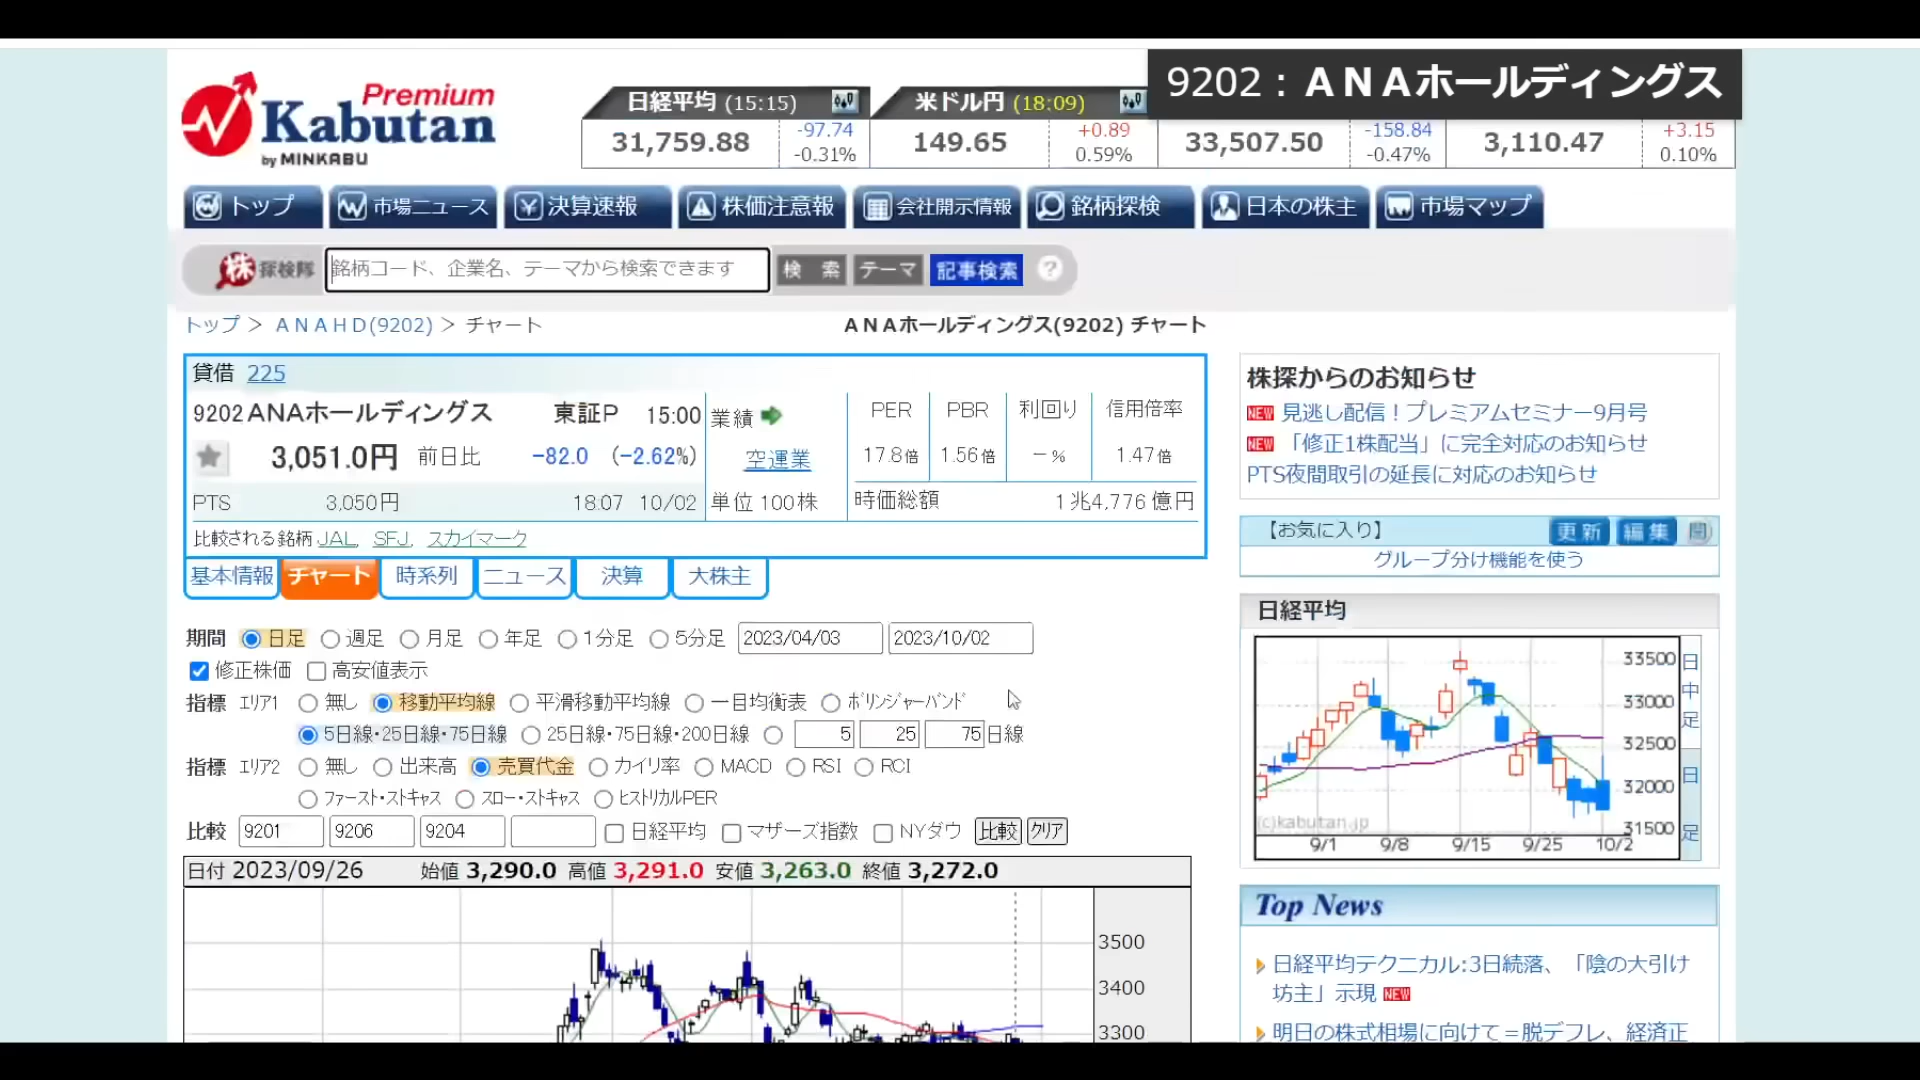 9202：ＡＮＡホールディングス
Premium
Kabutan
by MINKABU
日経平均 (15:15)
31,759.88 -97.74 -0.31%
米ドル円 (18:09)
149.65 +0.89 0.59%
33,507.50 -158.84 -0.47%
3,110.47 +3.15 0.10%
トップ 市場ニュース 決算速報 株価注意報 会社開示情報 銘柄探検 日本の株主 市場マップ
株 探検隊 銘柄コード、企業名、テーマから検索できます 検 索 テーマ 記事検索 ?
トップ > ＡＮＡＨＤ(9202) > チャート
ＡＮＡホールディングス(9202) チャート
貸借 225
9202 ANAホールディングス 東証P 15:00
3,051.0円 前日比 -82.0 (-2.62%)
PTS 3,050円 18:07 10/02
業績
空運業
単位 100株
PER PBR 利回り 信用倍率
17.8倍 1.56倍 －% 1.47倍
時価総額 1兆4,776億円
比較される銘柄 JAL, SFJ, スカイマーク
基本情報 チャート 時系列 ニュース 決算 大株主
期間 日足 週足 月足 年足 1分足 5分足 2023/04/03 2023/10/02
修正株価 高安値表示
指標 エリア1 無し 移動平均線 平滑移動平均線 一目均衡表 ボリンジャーバンド
5日線・25日線・75日線 25日線・75日線・200日線 5 25 75 日線
指標 エリア2 無し 出来高 売買代金 カイリ率 MACD RSI RCI
ファースト・ストキャス スロー・ストキャス ヒストリカルPER
比較 9201 9206 9204 日経平均 マザーズ指数 NYダウ 比較 クリア
日付 2023/09/26 始値 3,290.0 高値 3,291.0 安値 3,263.0 終値 3,272.0
3500
3400
3300
株探からのお知らせ
NEW 見逃し配信！プレミアムセミナー9月号
NEW 「修正1株配当」に完全対応のお知らせ
PTS夜間取引の延長に対応のお知らせ
【お気に入り】 更新 編集 開
グループ分け機能を使う
日経平均
33500
33000
32500
32000
31500
(c)kabutan.jp
9/1 9/8 9/15 9/25 10/2
日中足
日足
Top News
日経平均テクニカル:3日続落、「陰の大引け
坊主」示現 NEW
明日の株式相場に向けて＝脱デフレ、経済正